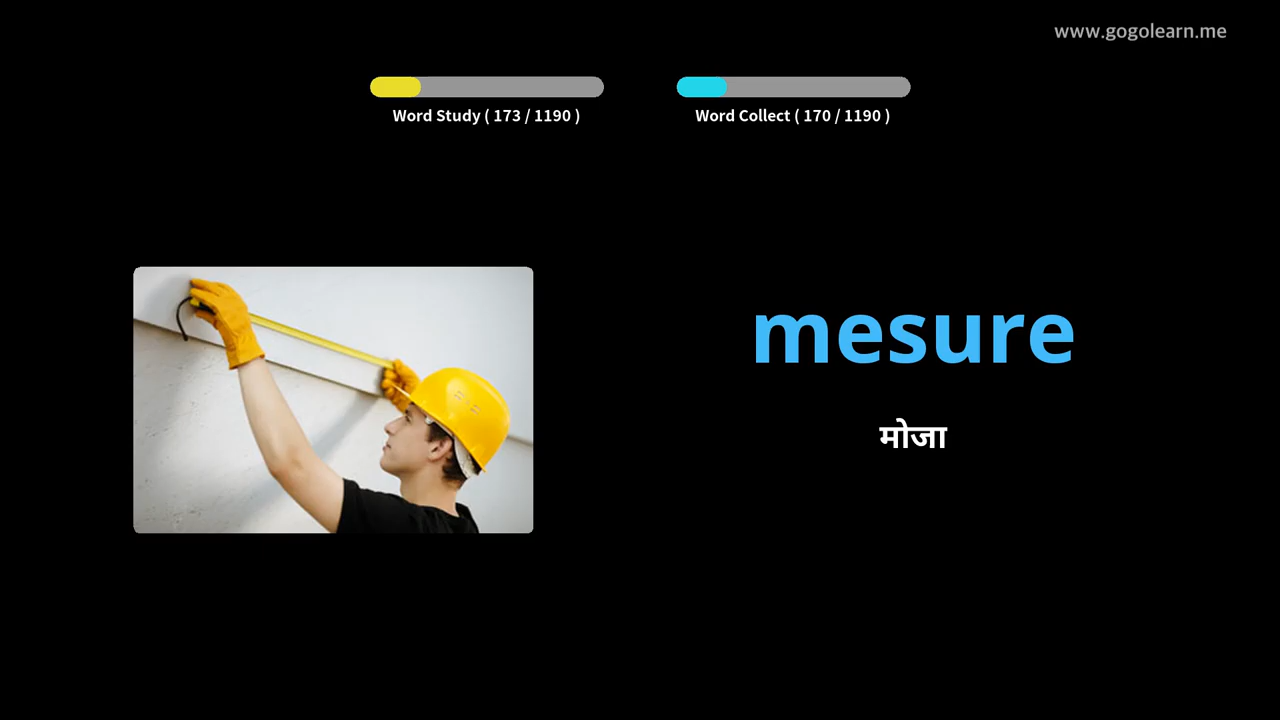 www.gogolearn.me
Word Study ( 173 / 1190 )
Word Collect ( 170 / 1190 )
mesure
मोजा